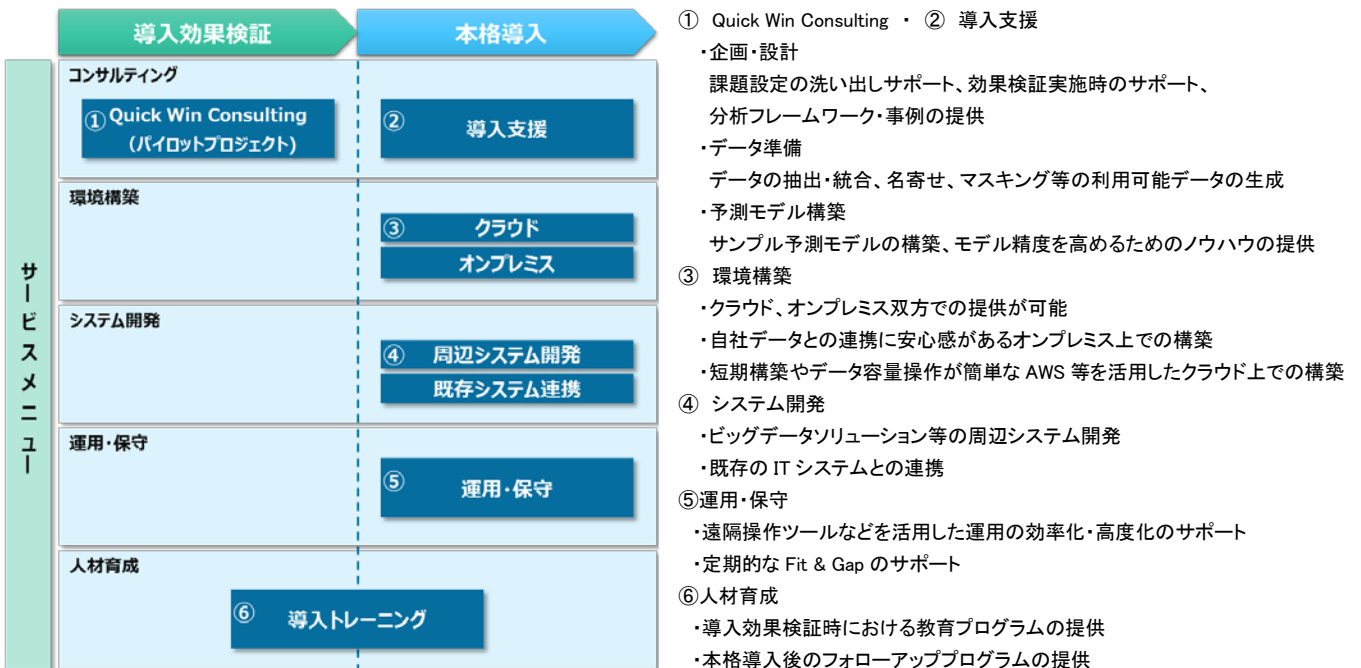 導入効果検証
本格導入
サービスメニュー
コンサルティング
①Quick Win Consulting
(パイロットプロジェクト)
② 導入支援
環境構築
③ クラウド
オンプレミス
システム開発
④ 周辺システム開発
既存システム連携
運用・保守
⑤ 運用・保守
人材育成
⑥ 導入トレーニング
① Quick Win Consulting ・ ② 導入支援
・企画・設計
課題設定の洗い出しサポート、効果検証実施時のサポート、
分析フレームワーク・事例の提供
・データ準備
データの抽出・統合、名寄せ、マスキング等の利用可能データの生成
・予測モデル構築
サンプル予測モデルの構築、モデル精度を高めるためのノウハウの提供
③ 環境構築
・クラウド、オンプレミス双方での提供が可能
・自社データとの連携に安心感があるオンプレミス上での構築
・短期構築やデータ容量操作が簡単な AWS 等を活用したクラウド上での構築
④ システム開発
・ビッグデータソリューション等の周辺システム開発
・既存の IT システムとの連携
⑤運用・保守
・遠隔操作ツールなどを活用した運用の効率化・高度化のサポート
・定期的な Fit & Gap のサポート
⑥人材育成
・導入効果検証時における教育プログラムの提供
・本格導入後のフォローアッププログラムの提供